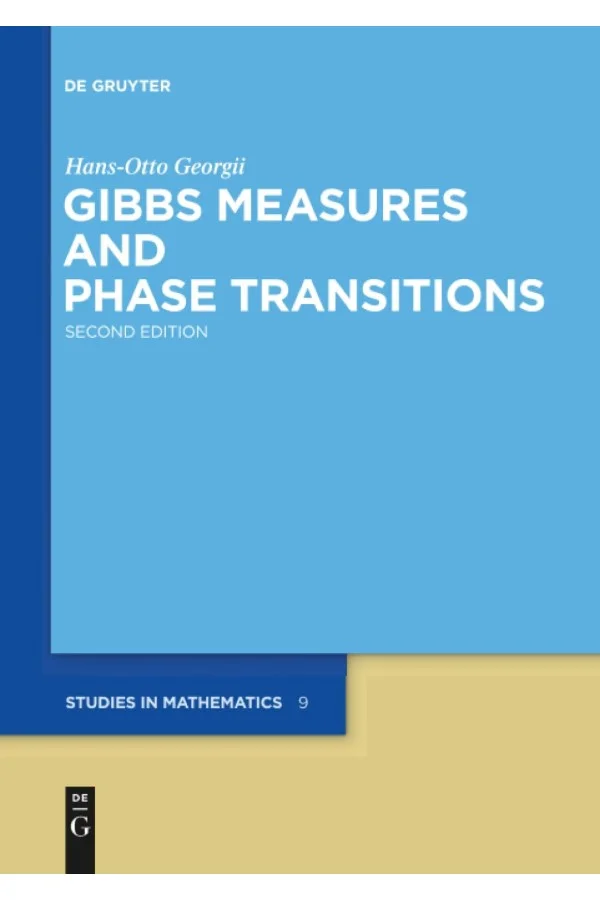 DE GRUYTER
Hans-Otto Georgii
GIBBS MEASURES
AND
PHASE TRANSITIONS
SECOND EDITION
STUDIES IN MATHEMATICS 9
DE
G